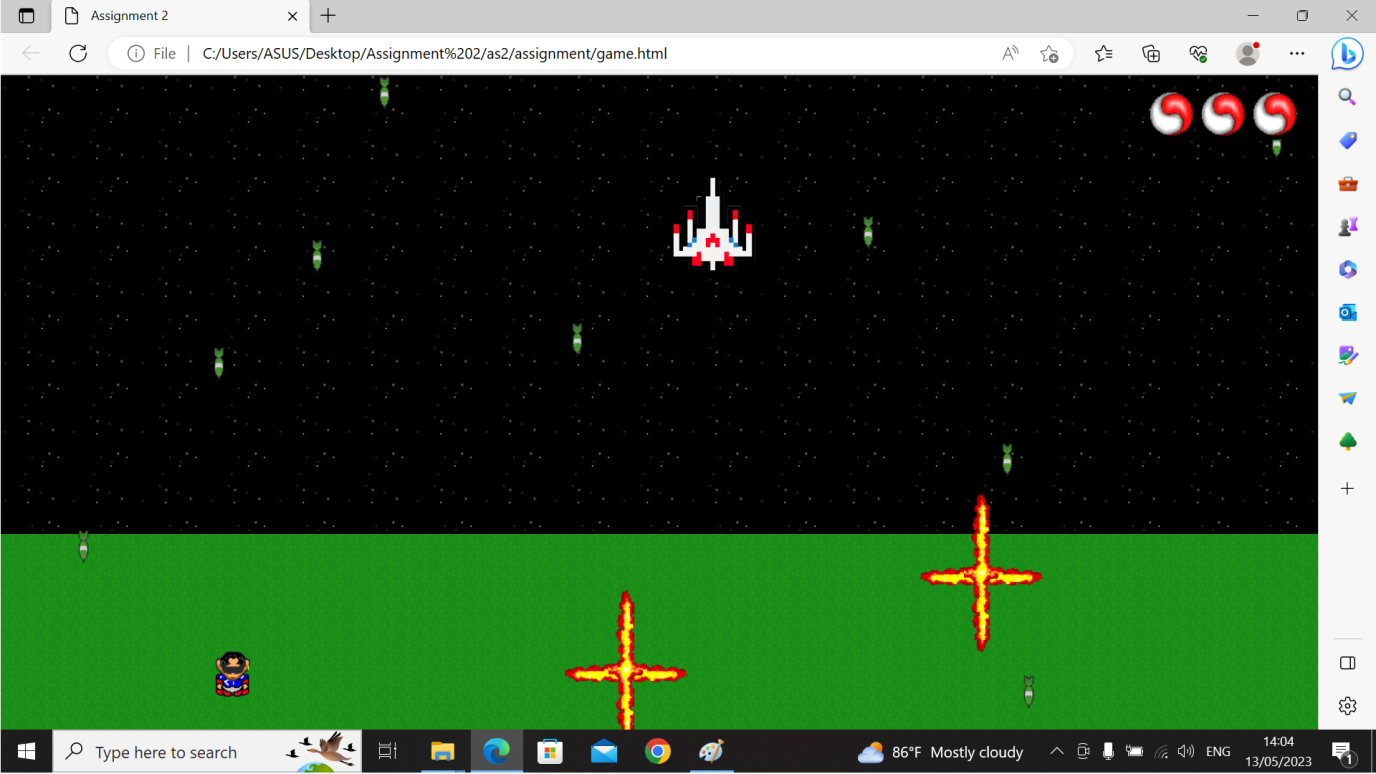 Assignment 2
File
C:/Users/ASUS/Desktop/Assignment%202/as2/assignment/game.html
Type here to search
86°F Mostly cloudy
ENG
14:04
13/05/2023
1